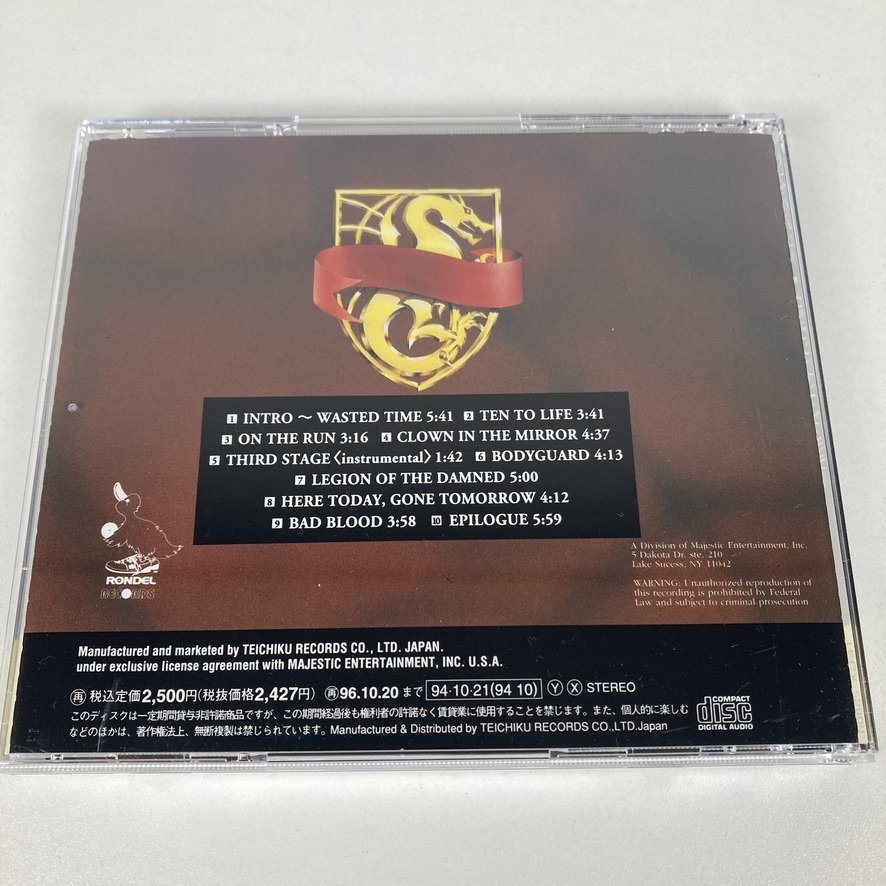 1 INTRO ～ WASTED TIME 5:41 2 TEN TO LIFE 3:41
3 ON THE RUN 3:16 4 CLOWN IN THE MIRROR 4:37
5 THIRD STAGE〈instrumental〉1:42 6 BODYGUARD 4:13
7 LEGION OF THE DAMNED 5:00
8 HERE TODAY, GONE TOMORROW 4:12
9 BAD BLOOD 3:58 10 EPILOGUE 5:59
RONDEL
RECORDS
A Division of Majestic Entertainment, Inc.
5 Dakota Dr. ste. 210
Lake Sucess, NY 11042
WARNING: Unauthorized reproduction of
this recording is prohibited by Federal
Law and subject to criminal prosecution
Manufactured and marketed by TEICHIKU RECORDS CO., LTD. JAPAN.
under exclusive license agreement with MAJESTIC ENTERTAINMENT, INC. U.S.A.
㊢税込定価2,500円(税抜価格2,427円) ㊢96.10.20まで 94·10·21(94 10) Ⓨ Ⓧ STEREO
このディスクは一定期間貸与非許諾商品ですが、この期間経過後も権利者の許諾なく賃貸業に使用することを禁じます。また、個人的に楽しむ
などのほかは、著作権法上、無断複製は禁じられています。Manufactured & Distributed by TEICHIKU RECORDS CO.,LTD.Japan
COMPACT
disc
DIGITAL AUDIO